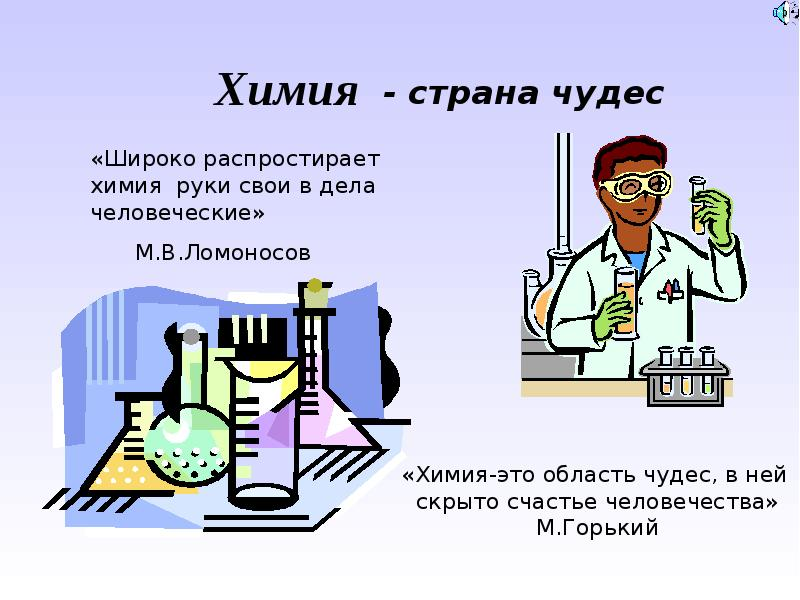 Химия - страна чудес
«Широко распростирает
химия руки свои в дела
человеческие»
М.В.Ломоносов
«Химия-это область чудес, в ней
скрыто счастье человечества»
М.Горький